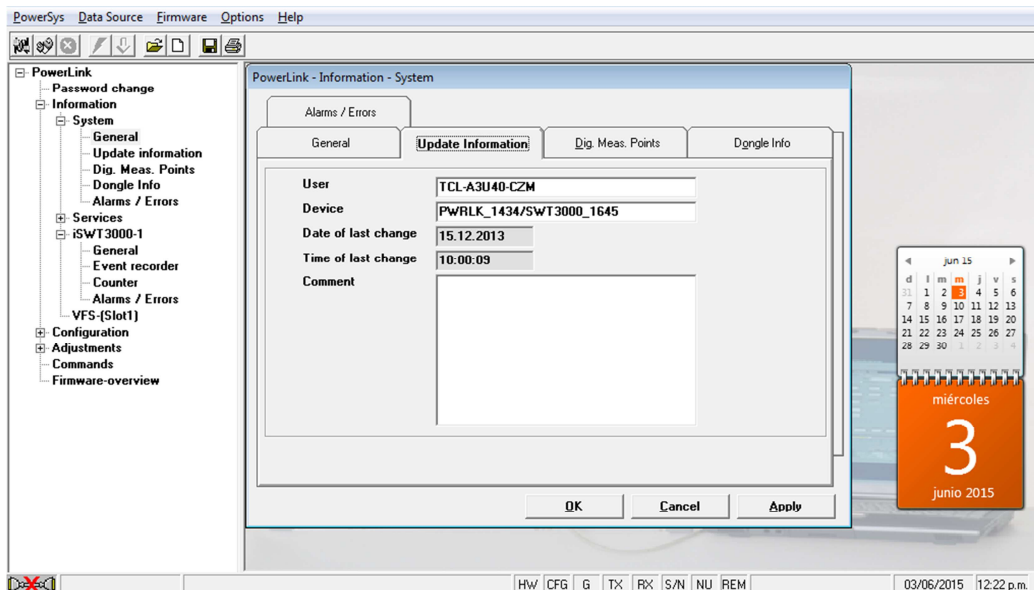 PowerSys Data Source Firmware Options Help
PowerLink
Password change
Information
System
General
Update information
Dig. Meas. Points
Dongle Info
Alarms / Errors
Services
iSWT3000-1
General
Event recorder
Counter
Alarms / Errors
VFS-(Slot1)
Configuration
Adjustments
Commands
Firmware-overview
PowerLink - Information - System
Alarms / Errors
General Update Information Dig. Meas. Points Dongle Info
User TCL-A3U40-CZM
Device PWRLK_1434/SWT3000_1645
Date of last change 15.12.2013
Time of last change 10:00:09
Comment
OK Cancel Apply
jun 15
d l m m j v s
31 1 2 3 4 5 6
7 8 9 10 11 12 13
14 15 16 17 18 19 20
21 22 23 24 25 26 27
28 29 30 1 2 3 4
miércoles
3
junio 2015
HW CFG G TX RX S/N NU REM 03/06/2015 12:22 p.m.